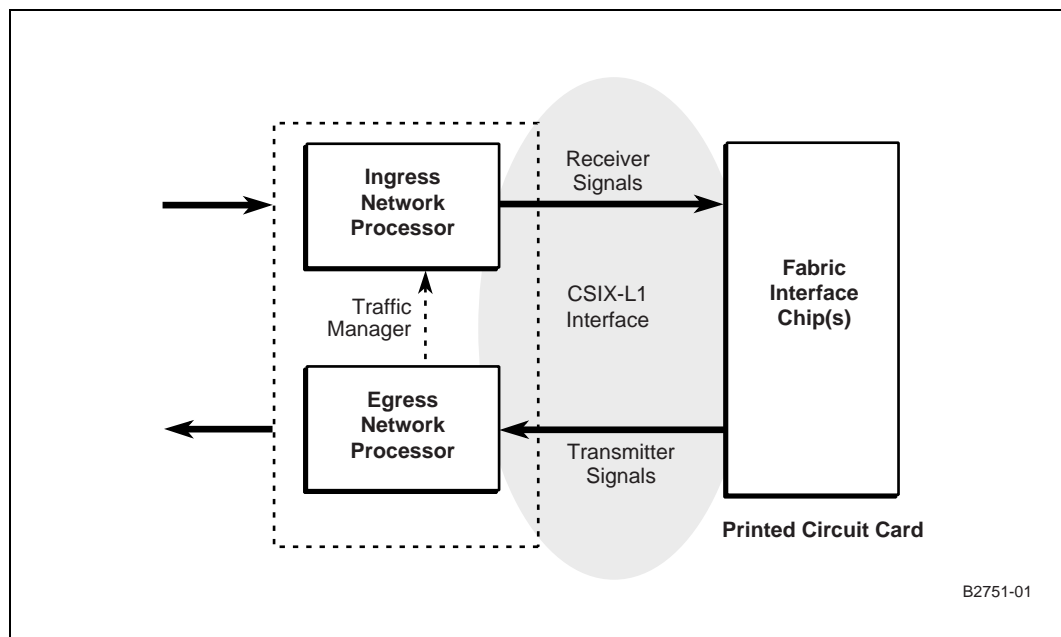 Ingress
Network
Processor
Receiver
Signals
Traffic
Manager
CSIX-L1
Interface
Fabric
Interface
Chip(s)
Egress
Network
Processor
Transmitter
Signals
Printed Circuit Card
B2751-01